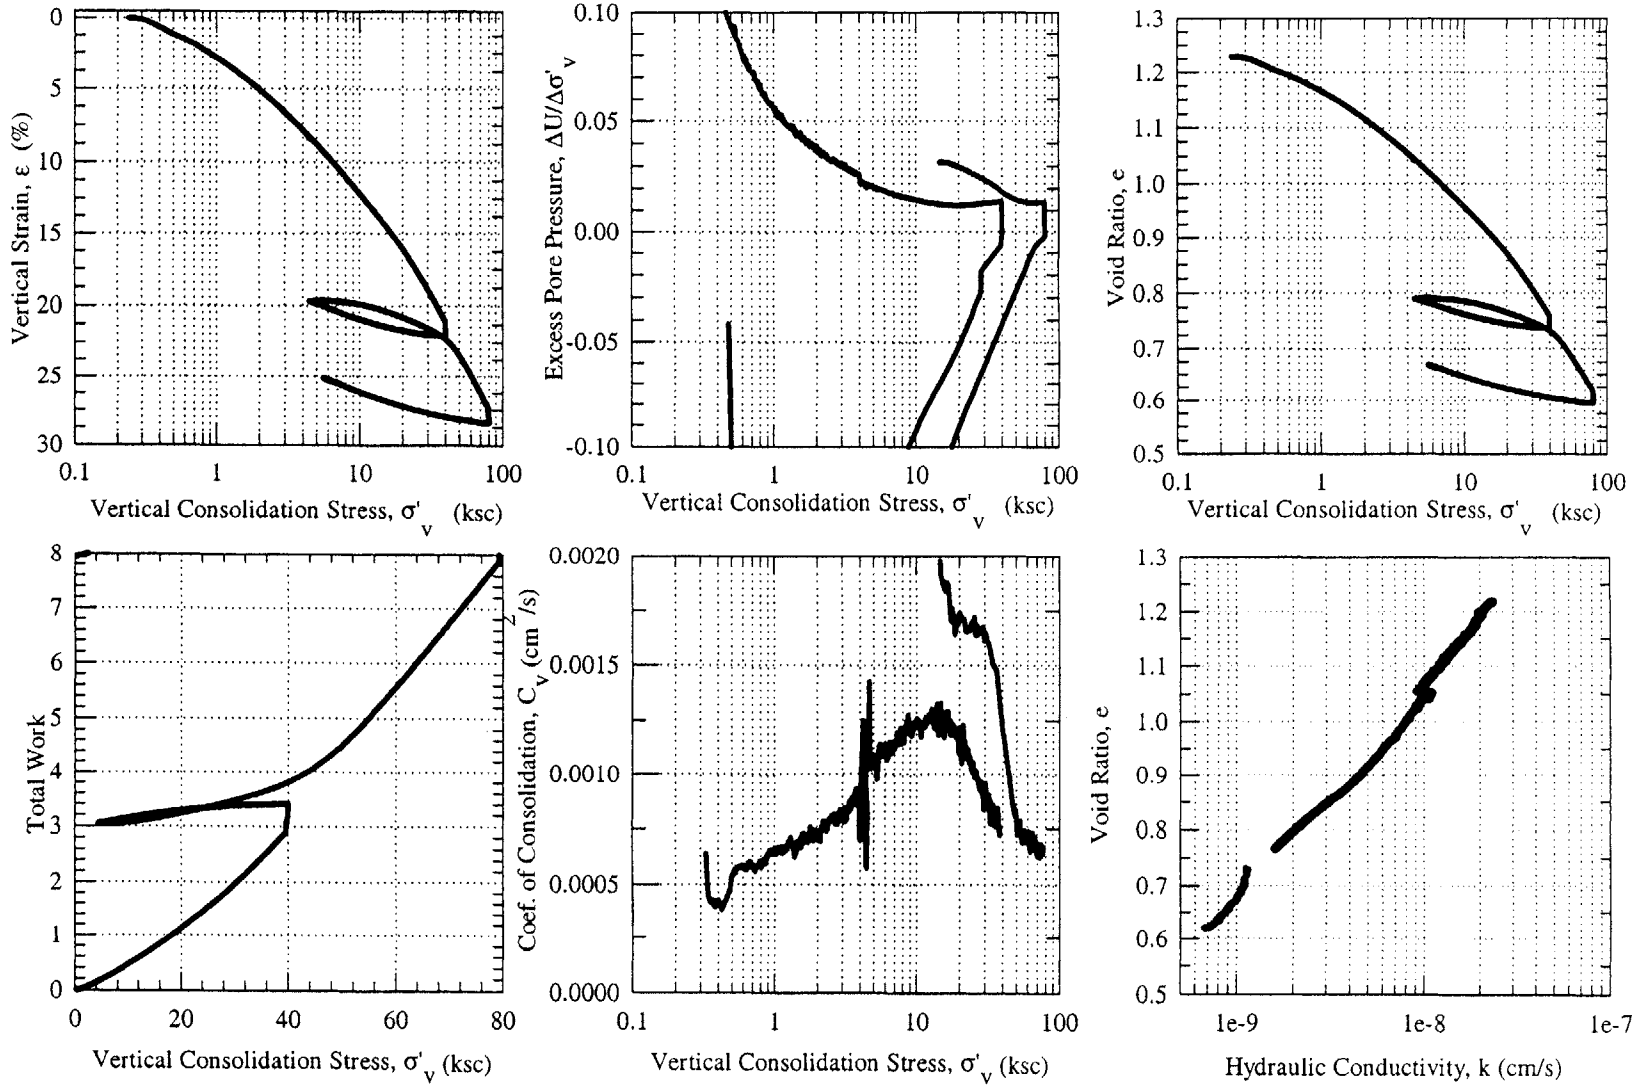 0
5
10
15
20
25
30
Vertical Strain, ε (%)
0.1 1 10 100
Vertical Consolidation Stress, σ'v (ksc)
0.10
0.05
0.00
-0.05
-0.10
Excess Pore Pressure, ΔU/Δσ'v
0.1 1 10 100
Vertical Consolidation Stress, σ'v (ksc)
1.3
1.2
1.1
1.0
0.9
0.8
0.7
0.6
0.5
Void Ratio, e
0.1 1 10 100
Vertical Consolidation Stress, σ'v (ksc)
8
7
6
5
4
3
2
1
0
Total Work
0 20 40 60 80
Vertical Consolidation Stress, σ'v (ksc)
0.0020
0.0015
0.0010
0.0005
0.0000
Coef. of Consolidation, Cv (cm2/s)
0.1 1 10 100
Vertical Consolidation Stress, σ'v (ksc)
1.3
1.2
1.1
1.0
0.9
0.8
0.7
0.6
0.5
Void Ratio, e
1e-9 1e-8 1e-7
Hydraulic Conductivity, k (cm/s)